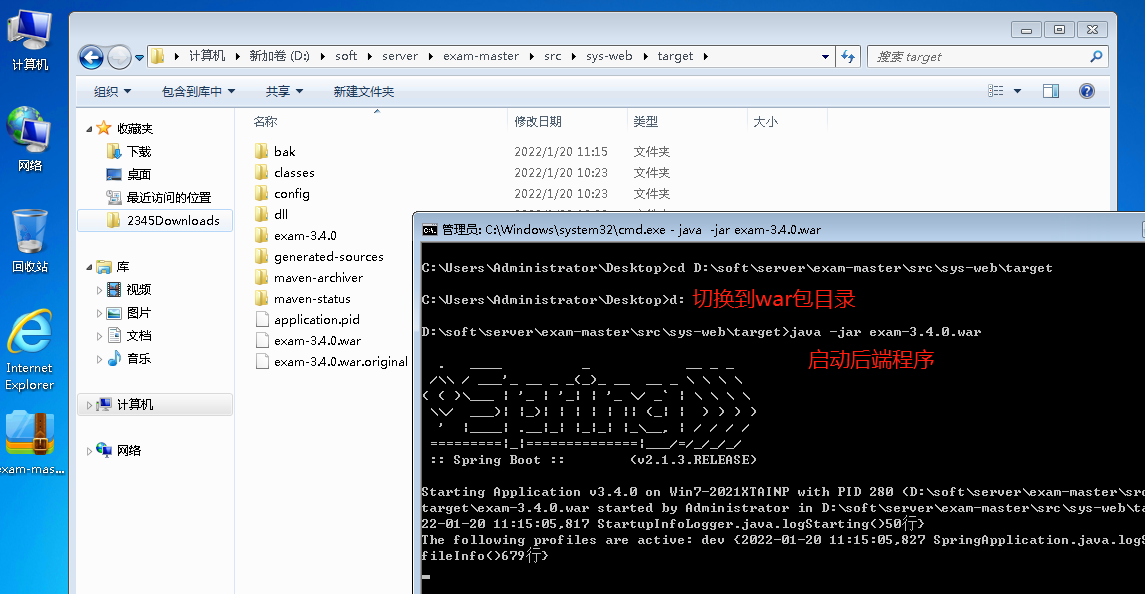 计算机
网络
回收站
Internet
Explorer
exam-mas...
计算机 新加卷 (D:) soft server exam-master src sys-web target
搜索 target
组织 包含到库中 共享 新建文件夹
收藏夹
下载
桌面
最近访问的位置
2345Downloads
库
视频
图片
文档
音乐
计算机
网络
名称 修改日期 类型 大小
bak 2022/1/20 11:15 文件夹
classes 2022/1/20 10:23 文件夹
config 2022/1/20 10:23 文件夹
dll
exam-3.4.0
generated-sources
maven-archiver
maven-status
application.pid
exam-3.4.0.war
exam-3.4.0.war.original
管理员: C:\Windows\system32\cmd.exe - java -jar exam-3.4.0.war
C:\Users\Administrator\Desktop>cd D:\soft\server\exam-master\src\sys-web\target
C:\Users\Administrator\Desktop>d: 切换到war包目录
D:\soft\server\exam-master\src\sys-web\target>java -jar exam-3.4.0.war
启动后端程序
:: Spring Boot :: (v2.1.3.RELEASE)
Starting Application v3.4.0 on Win7-2021XTAINP with PID 280 (D:\soft\server\exam-master\src
target\exam-3.4.0.war started by Administrator in D:\soft\server\exam-master\src\sys-web\ta
22-01-20 11:15:05,817 StartupInfoLogger.java.logStarting()50行}
The following profiles are active: dev {2022-01-20 11:15:05,827 SpringApplication.java.logS
fileInfo()679行}